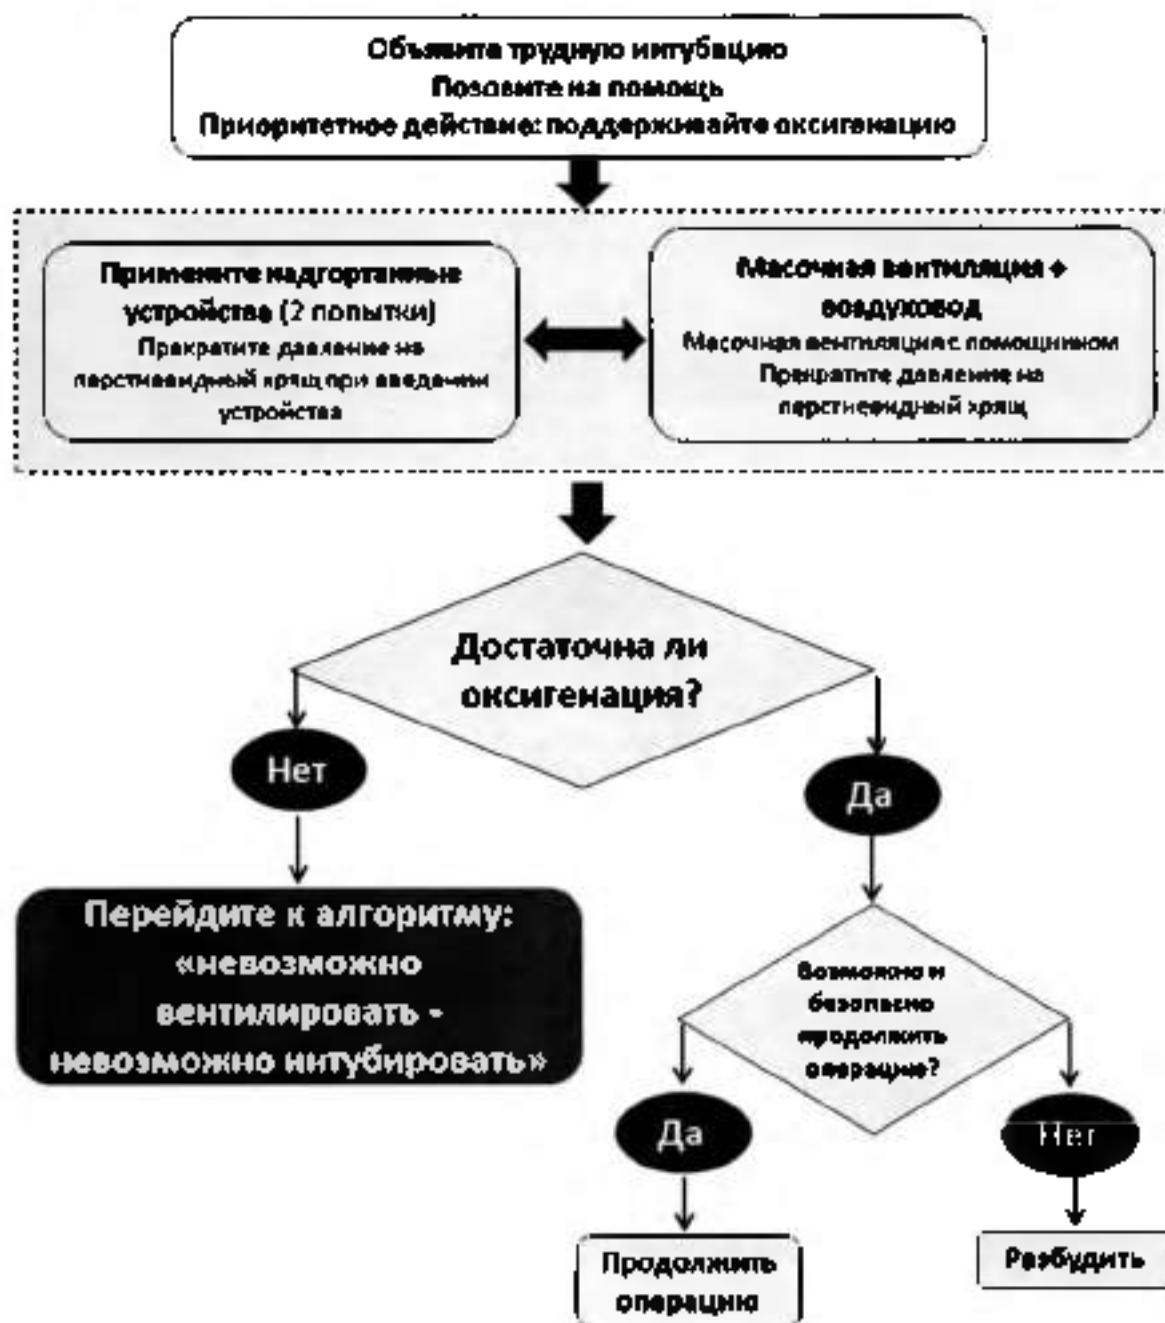 Объявите трудную интубацию
Позовите на помощь
Приоритетное действие: поддерживайте оксигенацию
Примените надгортанные
устройства (2 попытки)
Прекратите давление на
перстневидный хрящ при введении
устройства
Масочная вентиляция +
воздуховод
Масочная вентиляция с помощником
Прекратите давление на
перстневидный хрящ
Достаточна ли
оксигенация?
Нет
Да
Перейдите к алгоритму:
«невозможно
вентилировать -
невозможно интубировать»
Возможно и
безопасно
продолжить
операцию?
Да
Нет
Продолжить
операцию
Разбудить